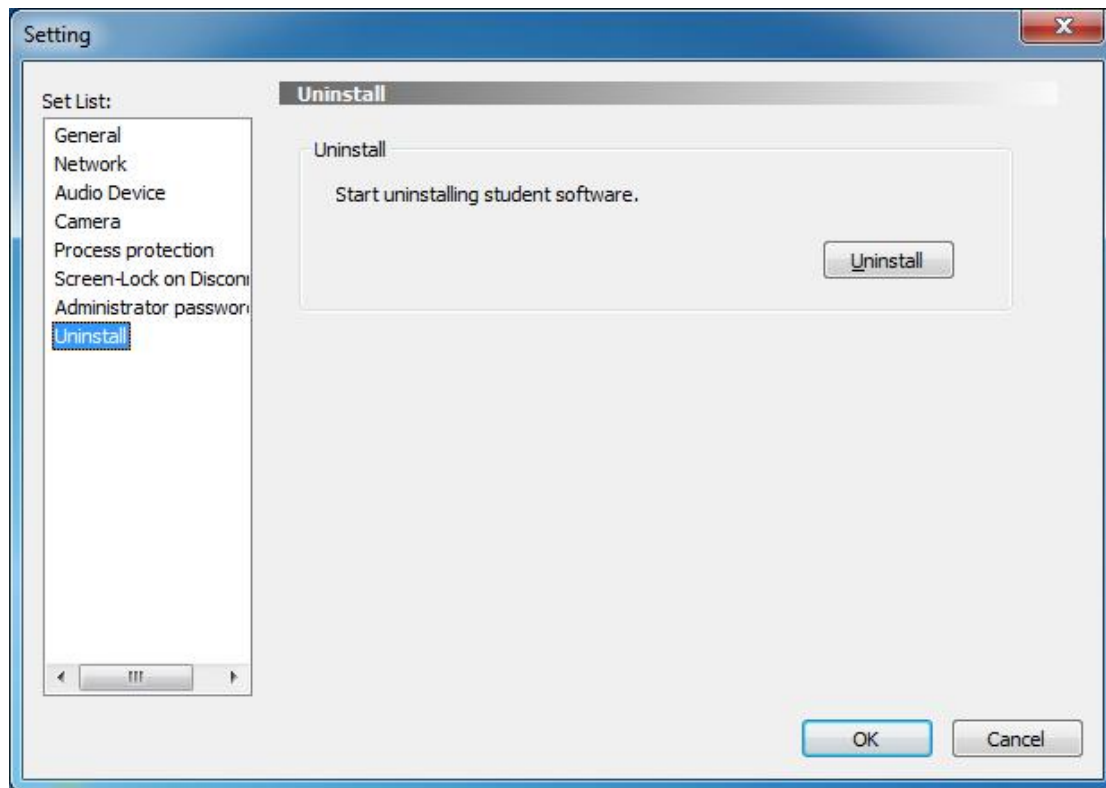 Setting
Set List:
General
Network
Audio Device
Camera
Process protection
Screen-Lock on Disconn
Administrator passwor
Uninstall
Uninstall
Uninstall
Start uninstalling student software.
Uninstall
OK
Cancel